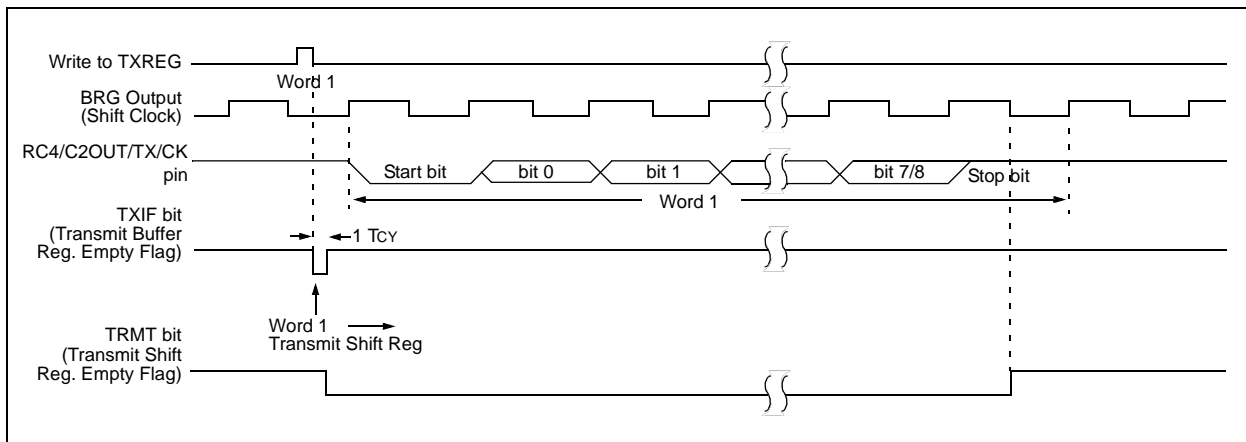 Write to TXREG
Word 1
BRG Output
(Shift Clock)
RC4/C2OUT/TX/CK
pin
Start bit
bit 0
bit 1
bit 7/8
Stop bit
Word 1
TXIF bit
(Transmit Buffer
Reg. Empty Flag)
1 TCY
Word 1
Transmit Shift Reg
TRMT bit
(Transmit Shift
Reg. Empty Flag)